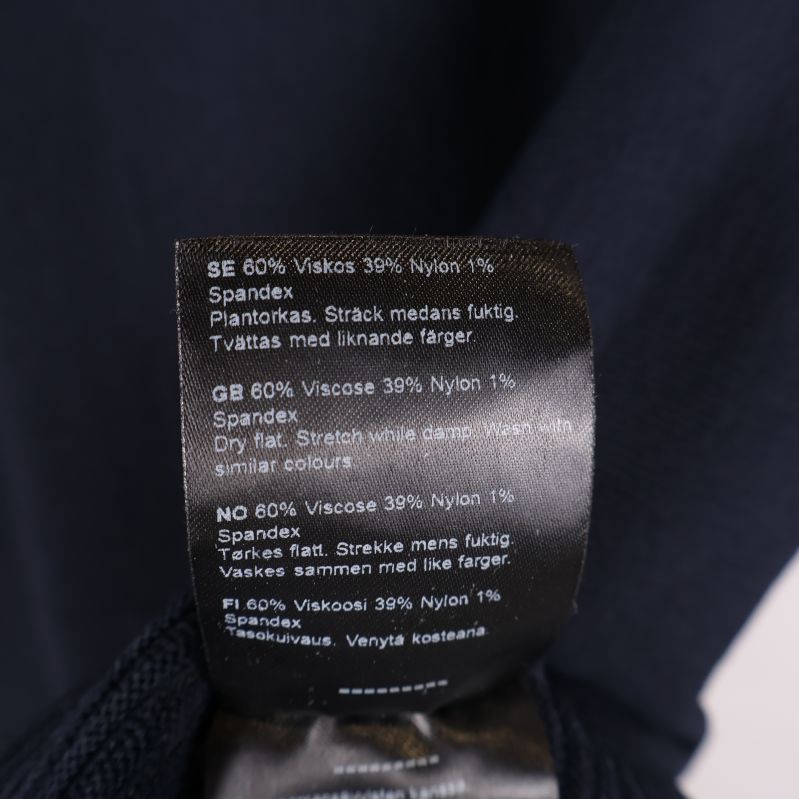 SE 60% Viskos 39% Nylon 1%
Spandex
Plantorkas. Sträck medans fuktig.
Tvättas med liknande färger.
GB 60% Viscose 39% Nylon 1%
Spandex
Dry flat. Stretch while damp. Wash with
similar colours
NO 60% Viscose 39% Nylon 1%
Spandex
Tørkes flatt. Strekke mens fuktig.
Vaskes sammen med like farger.
FI 60% Viskoosi 39% Nylon 1%
Spandex
Tasokuivaus. Venytä kosteana.